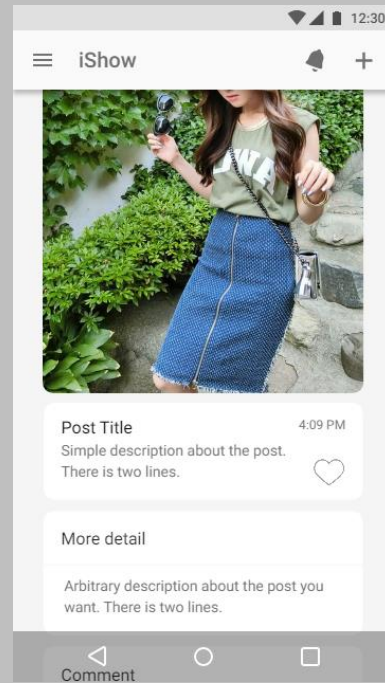 12:30
iShow
Post Title
4:09 PM
Simple description about the post.
There is two lines.
More detail
Arbitrary description about the post you
want. There is two lines.
Comment